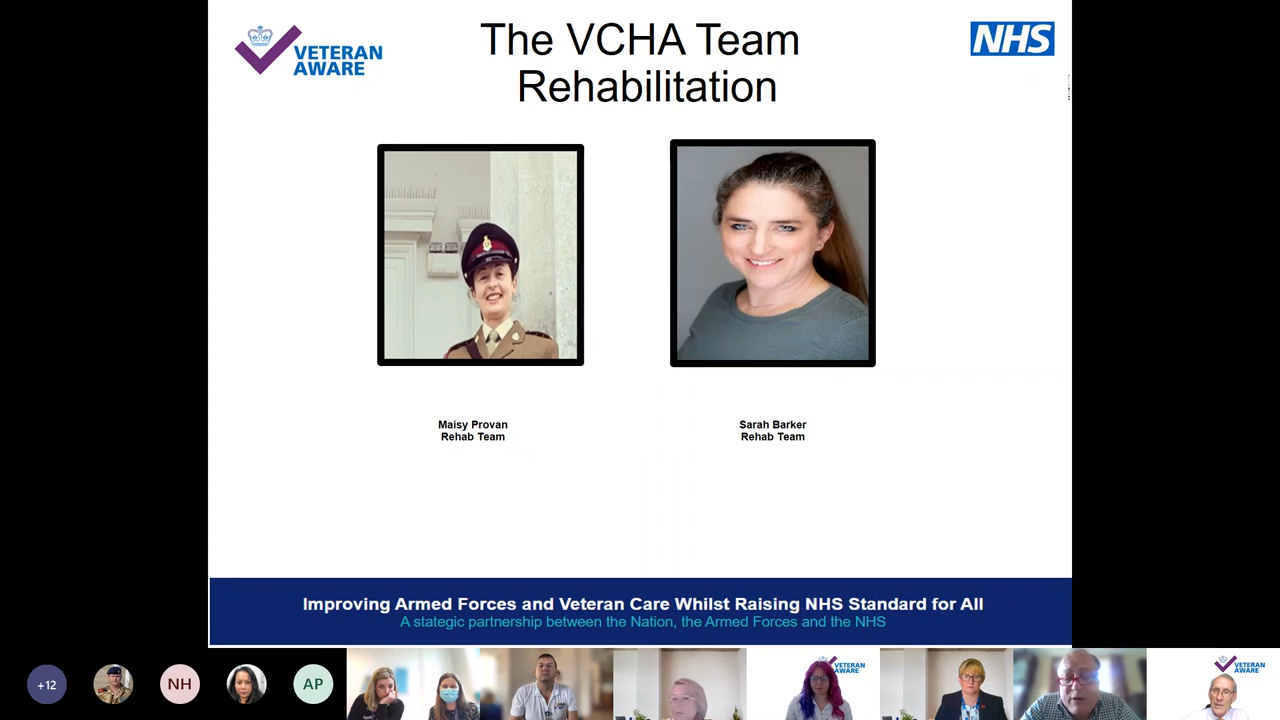 VETERAN
AWARE
The VCHA Team
Rehabilitation
NHS
Maisy Provan
Rehab Team
Sarah Barker
Rehab Team
Improving Armed Forces and Veteran Care Whilst Raising NHS Standard for All
A stategic partnership between the Nation, the Armed Forces and the NHS
+12
NH
AP
VETERAN
AWARE
VETERAN
AWARE